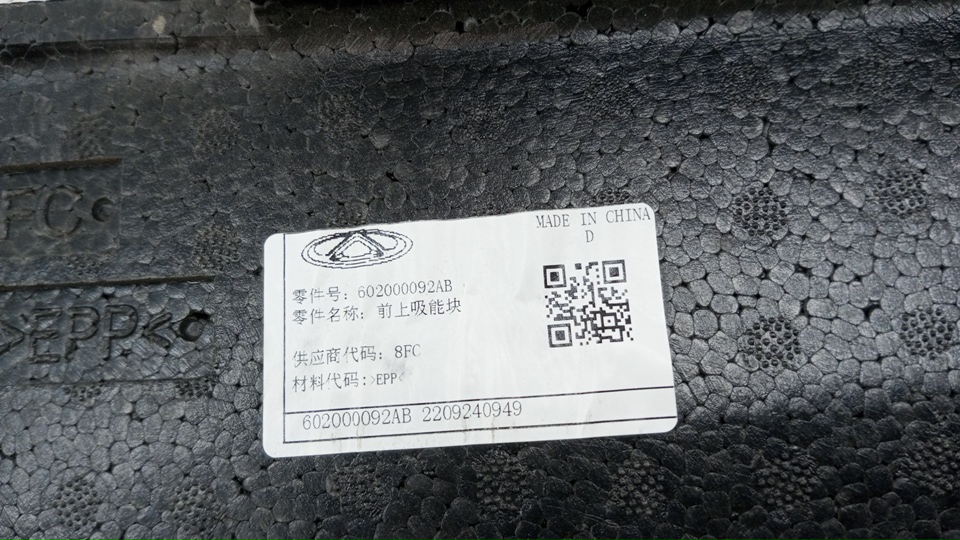 FC
>EPP<
MADE IN CHINA
D
零件号: 602000092AB
零件名称: 前上吸能块
供应商代码: 8FC
材料代码:>EPP<
602000092AB 2209240949